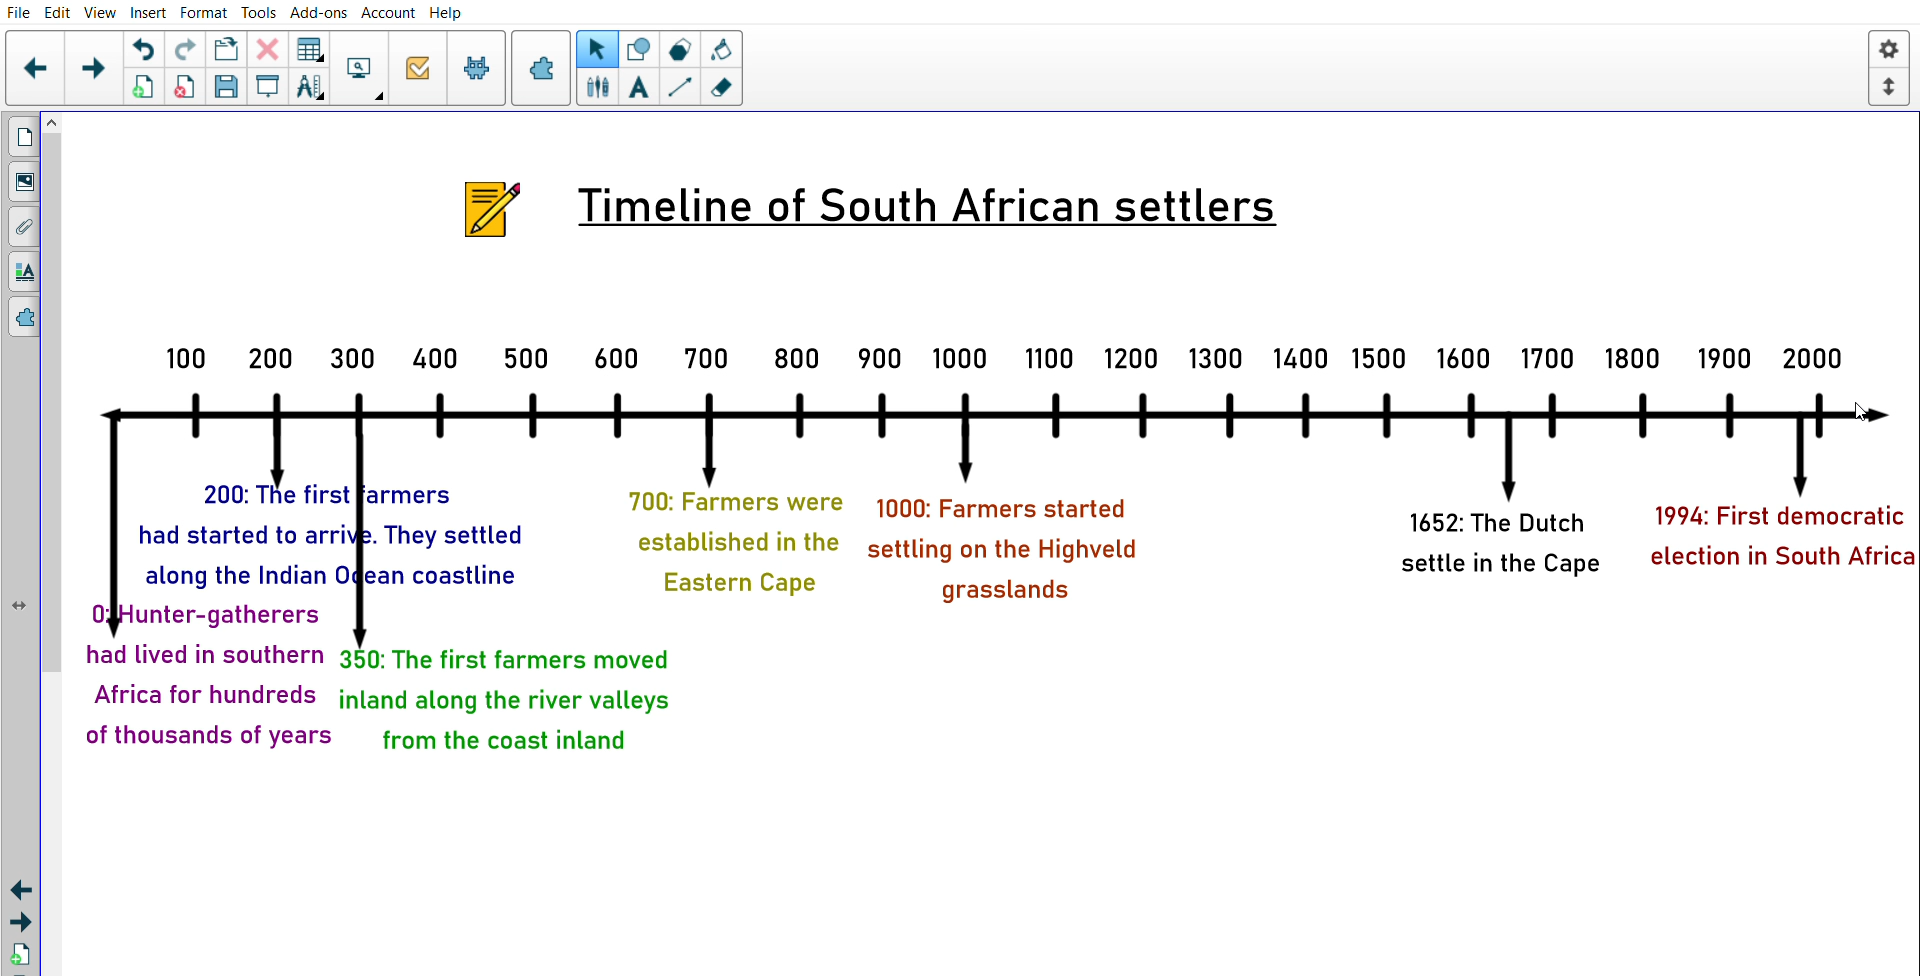 File Edit View Insert Format Tools Add-ons Account Help
Timeline of South African settlers
100 200 300 400 500 600 700 800 900 1000 1100 1200 1300 1400 1500 1600 1700 1800 1900 2000
200: The first farmers
had started to arrive. They settled
along the Indian Ocean coastline
0: Hunter-gatherers
had lived in southern
Africa for hundreds
of thousands of years
350: The first farmers moved
inland along the river valleys
from the coast inland
700: Farmers were
established in the
Eastern Cape
1000: Farmers started
settling on the Highveld
grasslands
1652: The Dutch
settle in the Cape
1994: First democratic
election in South Africa